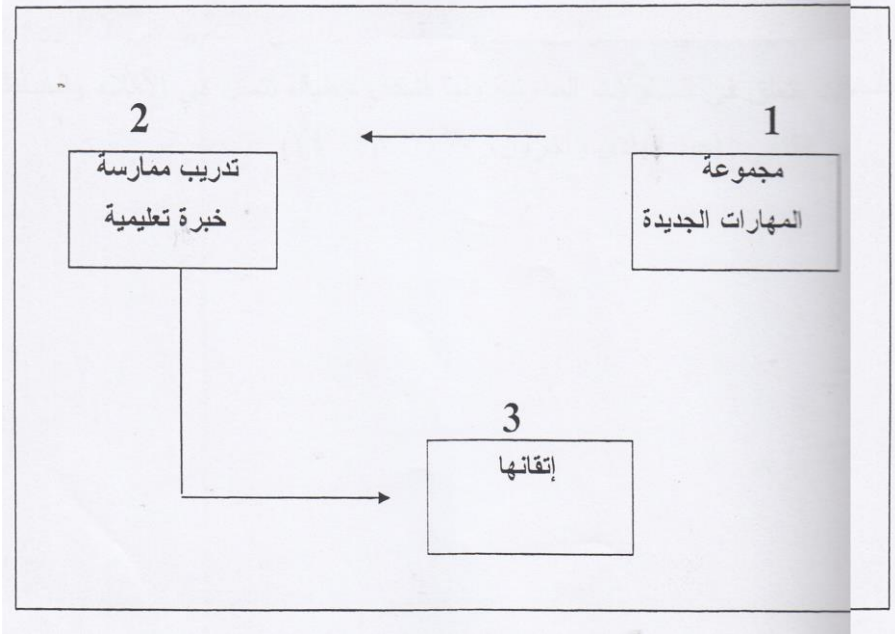 1
مجموعة
المهارات الجديدة
2
تدريب ممارسة
خبرة تعليمية
3
إتقانها